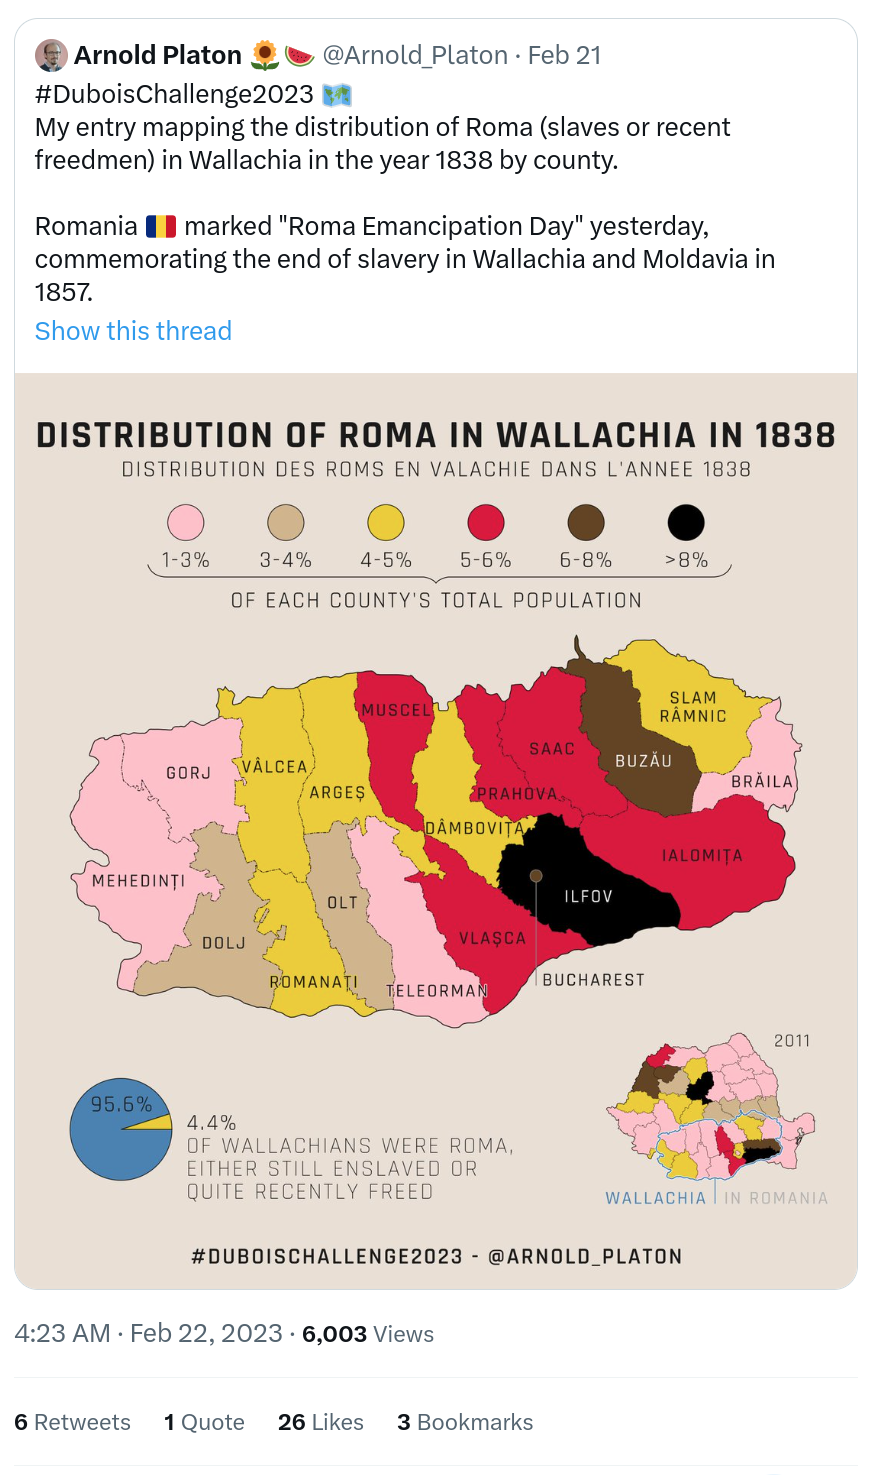 Arnold Platon 🌻🍉 @Arnold_Platon · Feb 21
#DuboisChallenge2023 🗺️
My entry mapping the distribution of Roma (slaves or recent
freedmen) in Wallachia in the year 1838 by county.
Romania 🇷🇴 marked "Roma Emancipation Day" yesterday,
commemorating the end of slavery in Wallachia and Moldavia in
1857.
Show this thread
DISTRIBUTION OF ROMA IN WALLACHIA IN 1838
DISTRIBUTION DES ROMS EN VALACHIE DANS L'ANNEE 1838
1-3% 3-4% 4-5% 5-6% 6-8% >8%
OF EACH COUNTY'S TOTAL POPULATION
SLAM
RÂMNIC
MUSCEL
SAAC
BUZĂU
GORJ
VÂLCEA
BRĂILA
ARGEȘ
PRAHOVA
DÂMBOVIȚA
IALOMIȚA
MEHEDINȚI
ILFOV
OLT
DOLJ
VLAȘCA
ROMANAȚI
TELEORMAN
BUCHAREST
2011
95.6%
4.4%
OF WALLACHIANS WERE ROMA,
EITHER STILL ENSLAVED OR
QUITE RECENTLY FREED
WALLACHIA IN ROMANIA
#DUBOISCHALLENGE2023 - @ARNOLD_PLATON
4:23 AM · Feb 22, 2023 · 6,003 Views
6 Retweets 1 Quote 26 Likes 3 Bookmarks